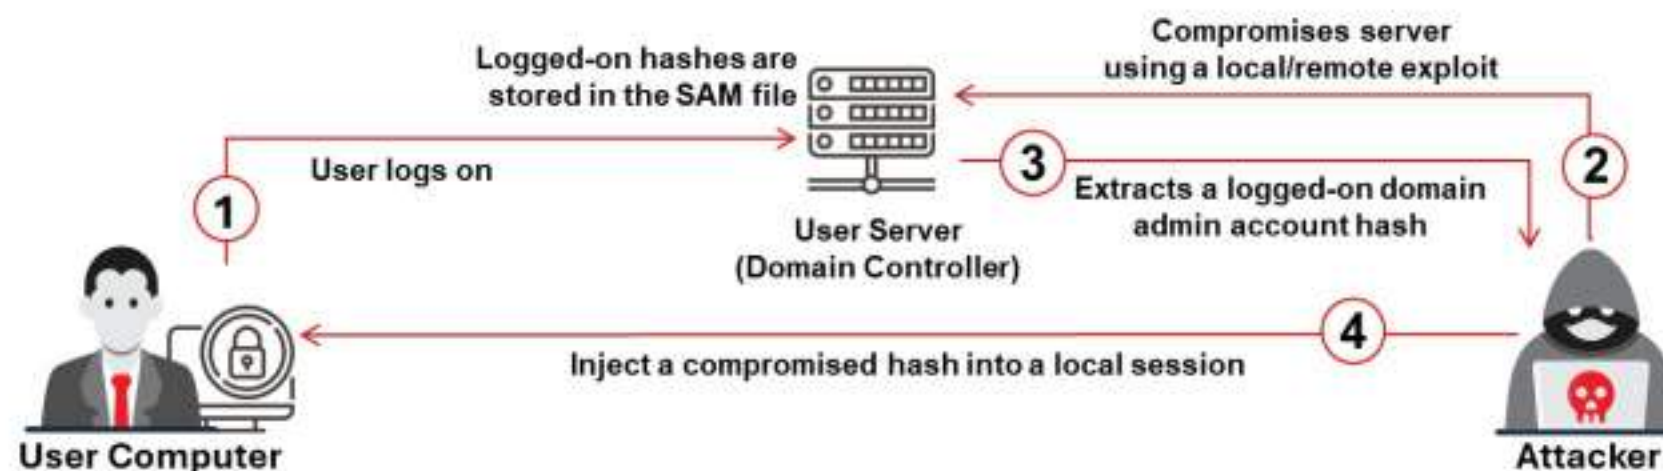 Compromises server
using a local/remote exploit
Logged-on hashes are
stored in the SAM file
User logs on
1
2
3
Extracts a logged-on domain
admin account hash
User Server
(Domain Controller)
4
Inject a compromised hash into a local session
User Computer
Attacker